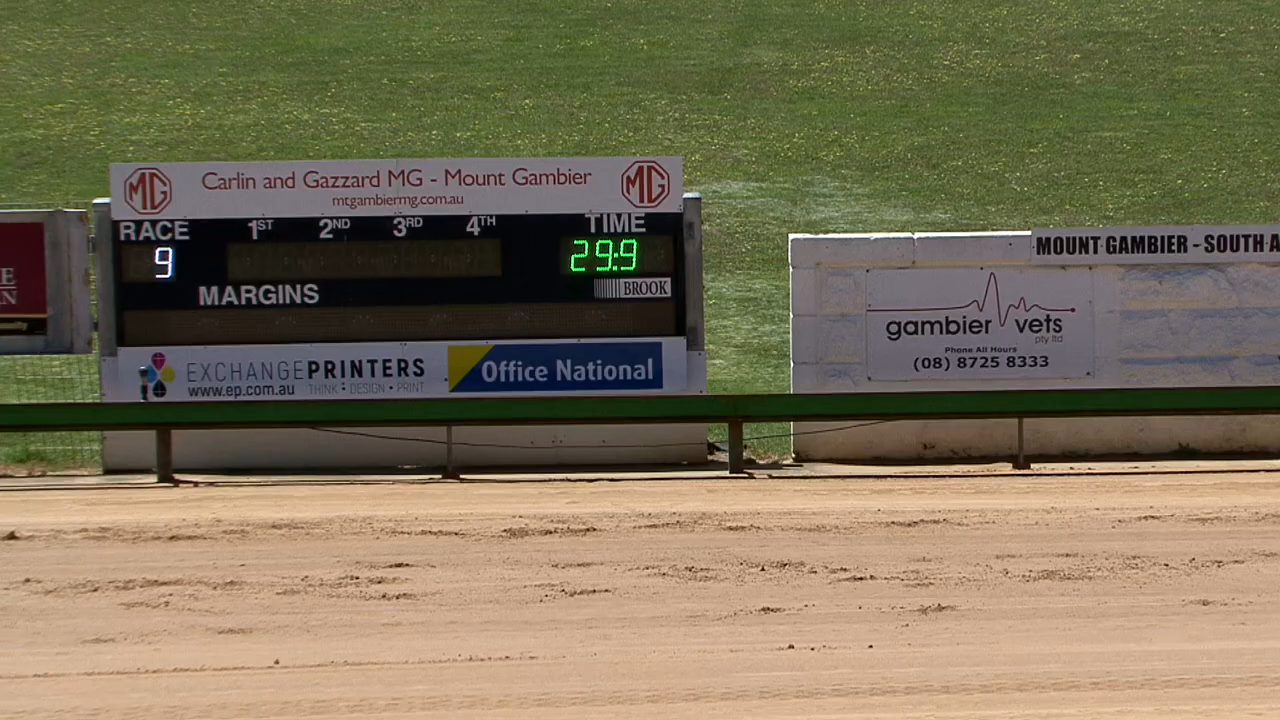 MG Carlin and Gazzard MG - Mount Gambier MG
mtgambiermg.com.au
RACE 1ST 2ND 3RD 4TH TIME
9 29.9
MARGINS BROOK
EXCHANGEPRINTERS
www.ep.com.au THINK : DESIGN • PRINT
Office National
MOUNT GAMBIER - SOUTH A
gambier vets
pty ltd
Phone All Hours
(08) 8725 8333